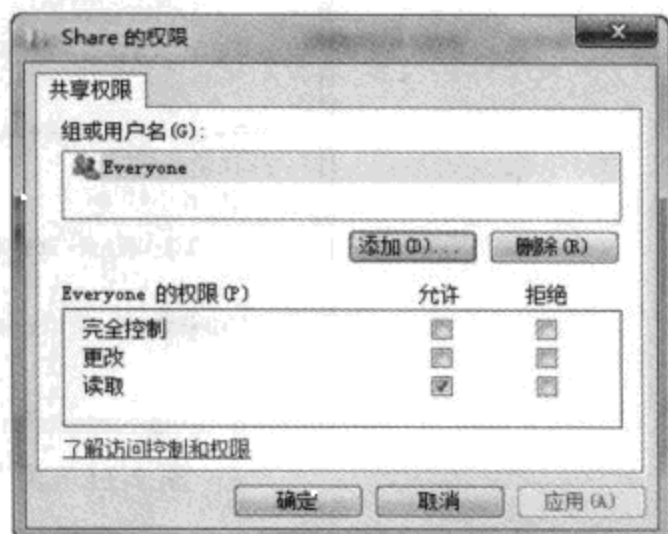 Share 的权限
共享权限
组或用户名(G):
Everyone
添加(D)... 删除(R)
Everyone 的权限(P) 允许 拒绝
完全控制
更改
读取
了解访问控制和权限
确定 取消 应用(A)